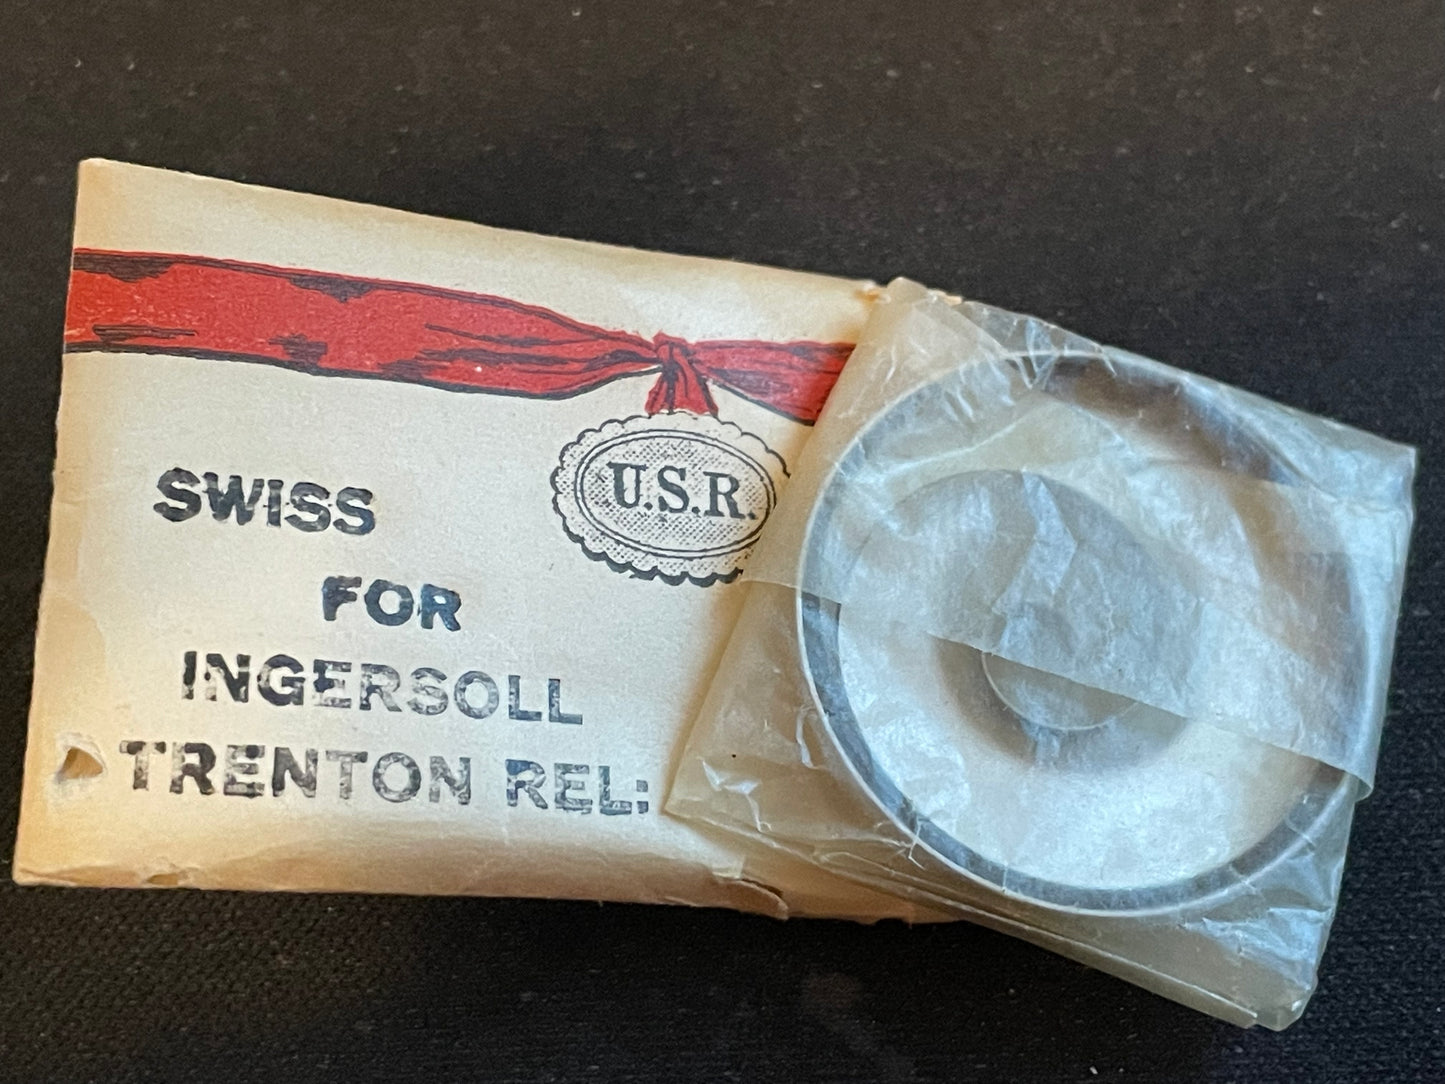 U.S.R.
SWISS
FOR
INGERSOLL
TRENTON REL: